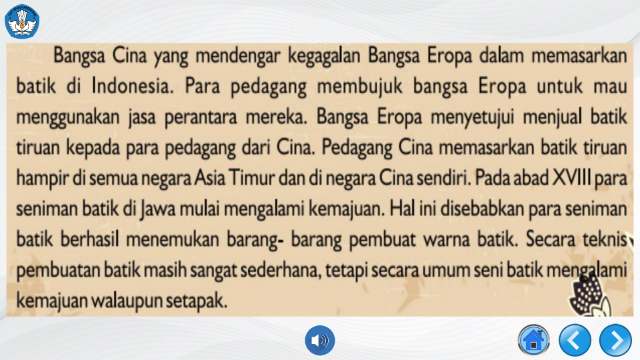 Bangsa Cina yang mendengar kegagalan Bangsa Eropa dalam memasarkan
batik di Indonesia. Para pedagang membujuk bangsa Eropa untuk mau
menggunakan jasa perantara mereka. Bangsa Eropa menyetujui menjual batik
tiruan kepada para pedagang dari Cina. Pedagang Cina memasarkan batik tiruan
hampir di semua negara Asia Timur dan di negara Cina sendiri. Pada abad XVIII para
seniman batik di Jawa mulai mengalami kemajuan. Hal ini disebabkan para seniman
batik berhasil menemukan barang- barang pembuat warna batik. Secara teknis
pembuatan batik masih sangat sederhana, tetapi secara umum seni batik mengalami
kemajuan walaupun setapak.